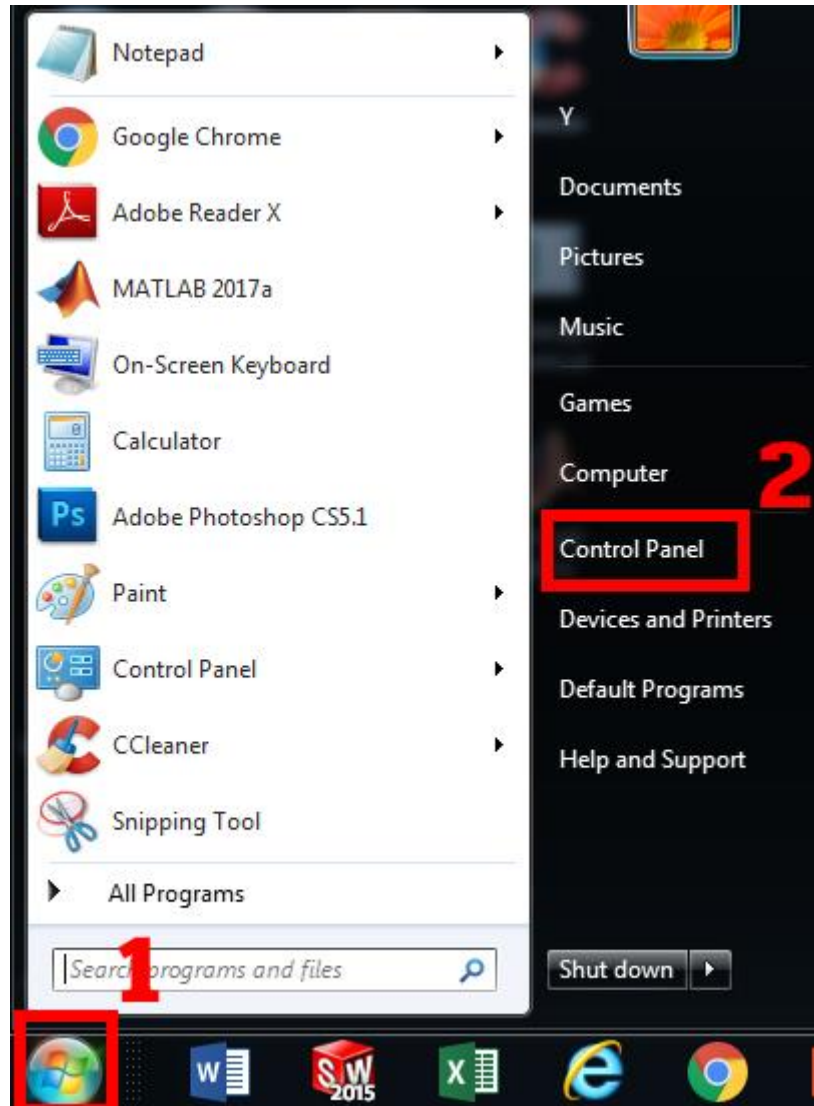 Notepad
Google Chrome
Adobe Reader X
MATLAB 2017a
On-Screen Keyboard
Calculator
Ps
Adobe Photoshop CS5.1
Paint
Control Panel
CCleaner
Snipping Tool
All Programs
Search programs and files
1
Y
Documents
Pictures
Music
Games
Computer
2
Control Panel
Devices and Printers
Default Programs
Help and Support
Shut down
W
SW
2015
X